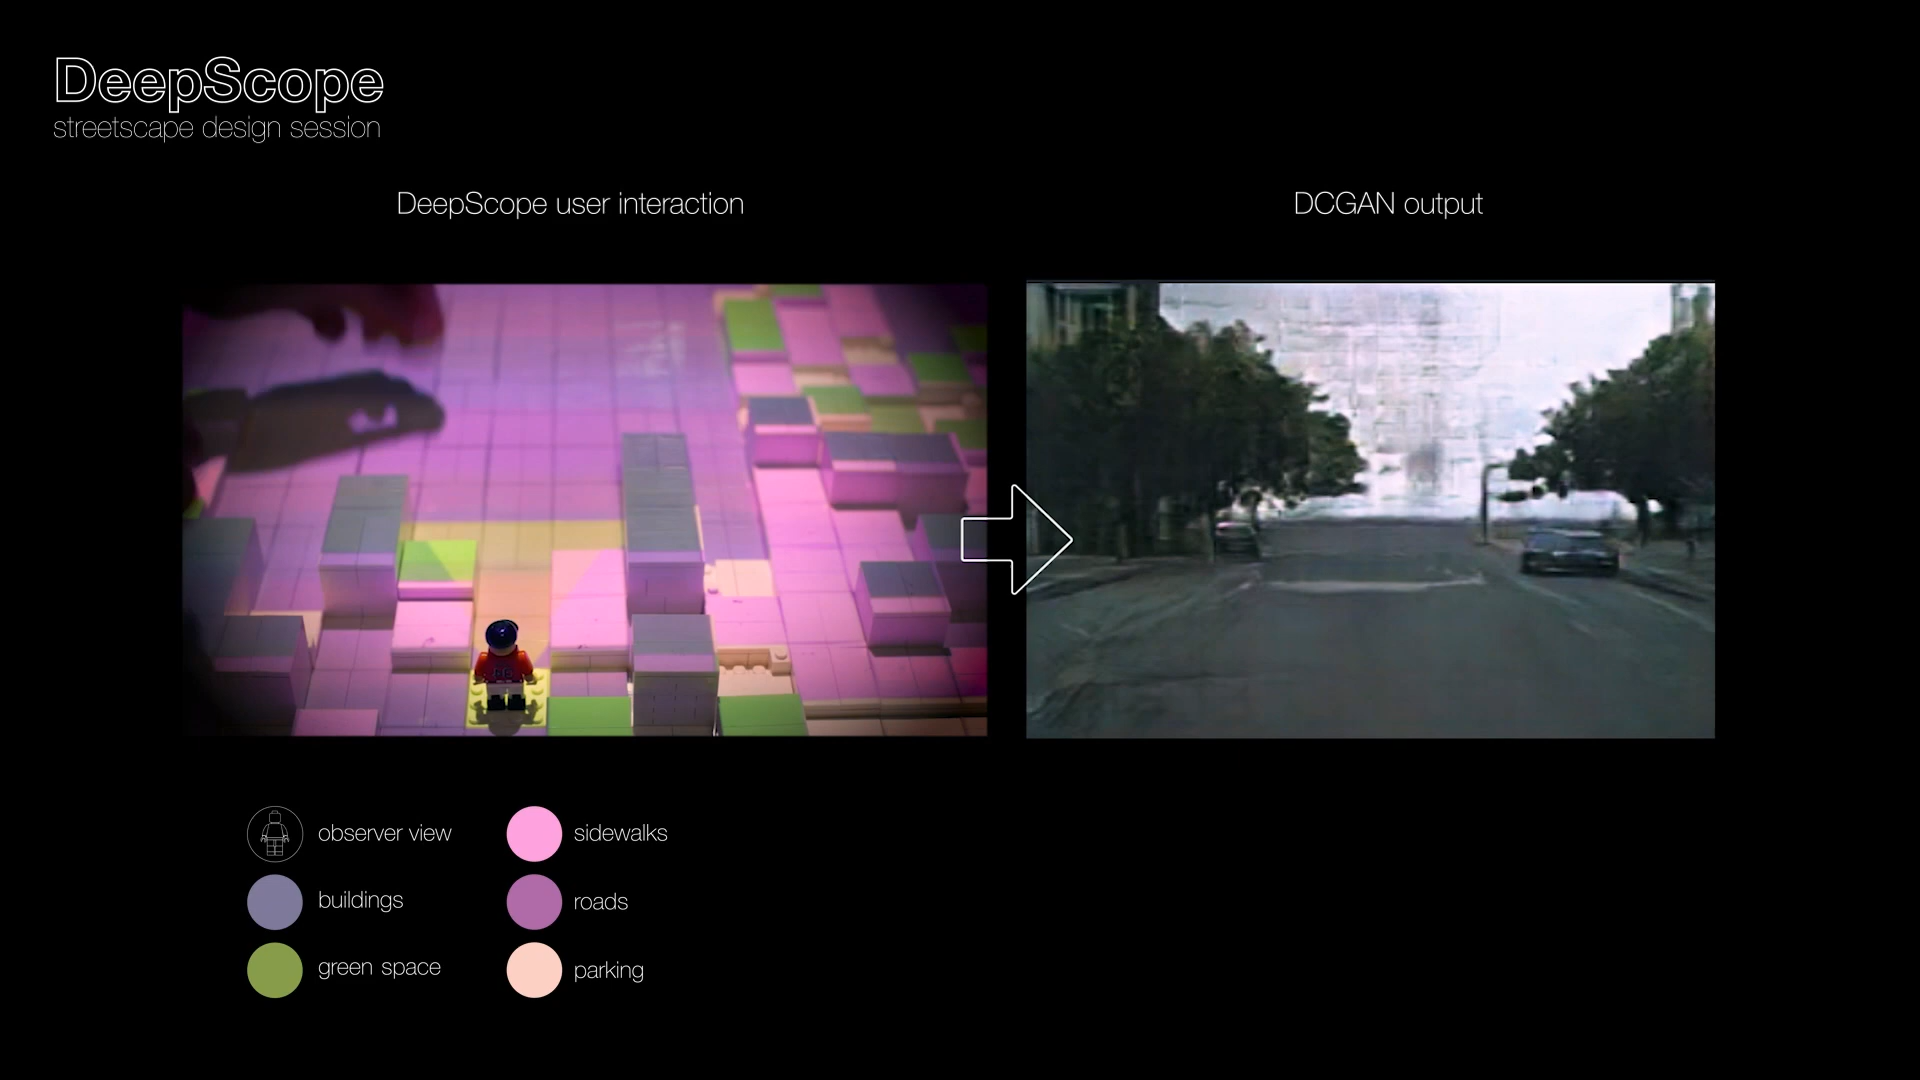 DeepScope
streetscape design session
DeepScope user interaction
DCGAN output
observer view
sidewalks
buildings
roads
green space
parking